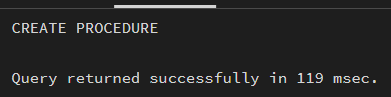 CREATE PROCEDURE
Query returned successfully in 119 msec.